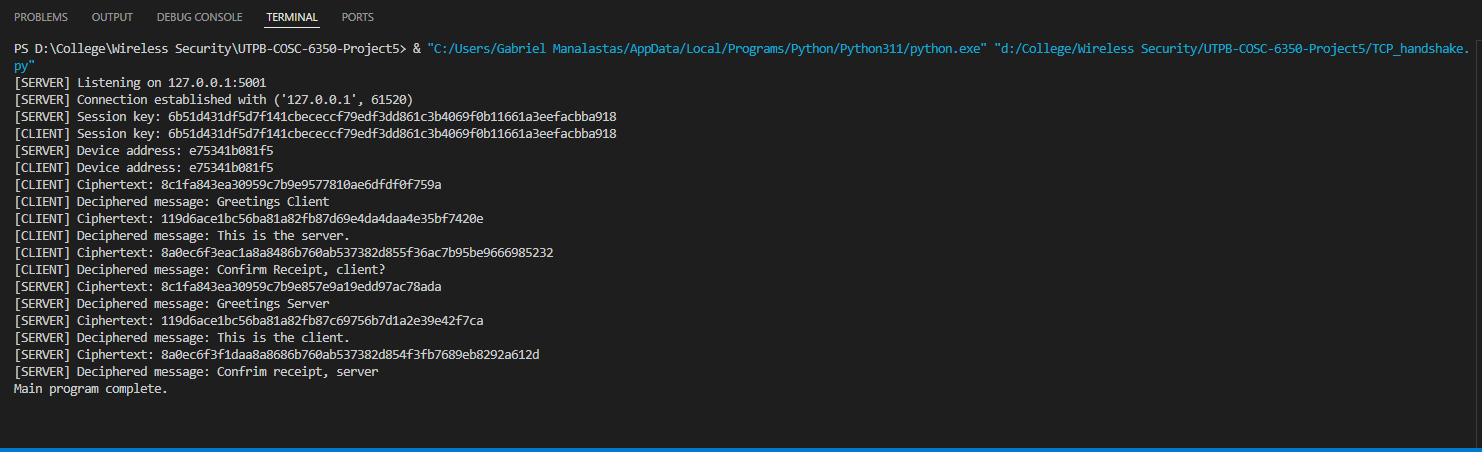 PROBLEMS OUTPUT DEBUG CONSOLE TERMINAL PORTS
PS D:\College\Wireless Security\UTPB-COSC-6350-Project5> & "C:/Users/Gabriel Manalastas/AppData/Local/Programs/Python/Python311/python.exe" "d:/College/Wireless Security/UTPB-COSC-6350-Project5/TCP_handshake.
py"
[SERVER] Listening on 127.0.0.1:5001
[SERVER] Connection established with ('127.0.0.1', 61520)
[SERVER] Session key: 6b51d431df5d7f141cbececcf79edf3dd861c3b4069f0b11661a3eefacbba918
[CLIENT] Session key: 6b51d431df5d7f141cbececcf79edf3dd861c3b4069f0b11661a3eefacbba918
[SERVER] Device address: e75341b081f5
[CLIENT] Device address: e75341b081f5
[CLIENT] Ciphertext: 8c1fa843ea30959c7b9e9577810ae6dfdf0f759a
[CLIENT] Deciphered message: Greetings Client
[CLIENT] Ciphertext: 119d6ace1bc56ba81a82fb87d69e4da4daa4e35bf7420e
[CLIENT] Deciphered message: This is the server.
[CLIENT] Ciphertext: 8a0ec6f3eac1a8a8486b760ab537382d855f36ac7b95be9666985232
[CLIENT] Deciphered message: Confirm Receipt, client?
[SERVER] Ciphertext: 8c1fa843ea30959c7b9e857e9a19edd97ac78ada
[SERVER] Deciphered message: Greetings Server
[SERVER] Ciphertext: 119d6ace1bc56ba81a82fb87c69756b7d1a2e39e42f7ca
[SERVER] Deciphered message: This is the client.
[SERVER] Ciphertext: 8a0ec6f3f1daa8a8686b760ab537382d854f3fb7689eb8292a612d
[SERVER] Deciphered message: Confrim receipt, server
Main program complete.